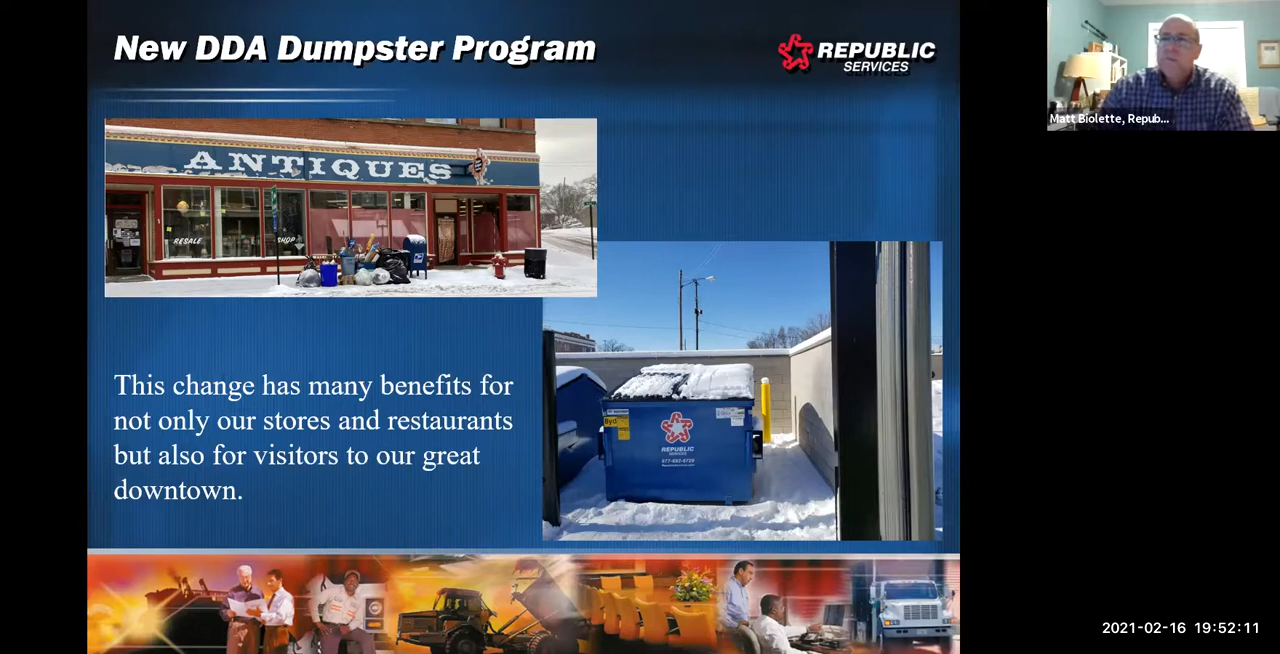 New DDA Dumpster Program
REPUBLIC
SERVICES
Matt Biolette, Repub...
ANTIQUES
RESALE
SHOP
REPUBLIC
SERVICES
This change has many benefits for
not only our stores and restaurants
but also for visitors to our great
downtown.
2021-02-16 19:52:11